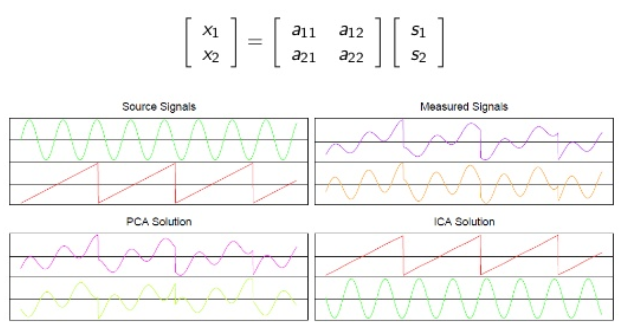 [ x₁ ] = [ a₁₁ a₁₂ ] [ s₁ ]
[ x₂ ] [ a₂₁ a₂₂ ] [ s₂ ]
Source Signals
Measured Signals
PCA Solution
ICA Solution